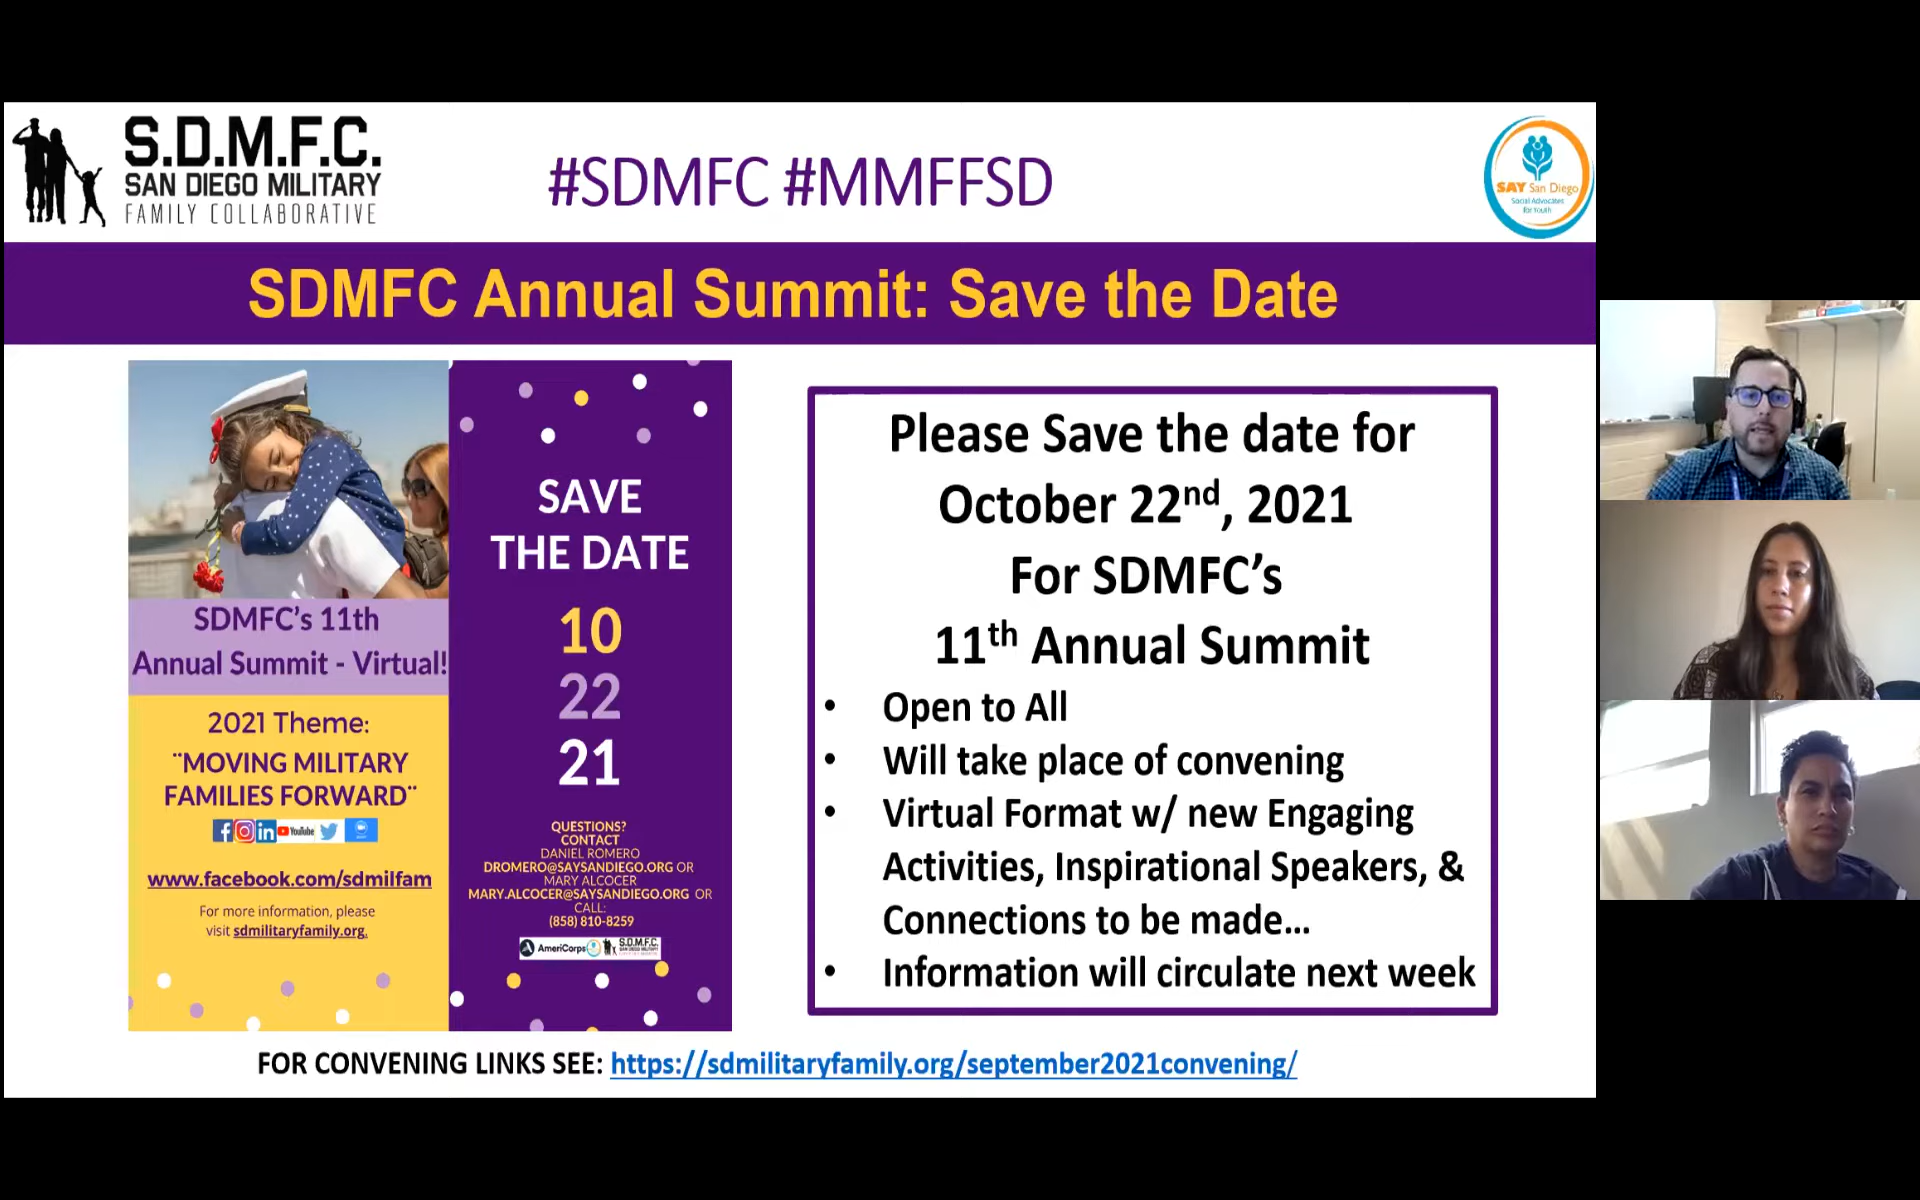 S.D.M.F.C.
SAN DIEGO MILITARY
FAMILY COLLABORATIVE
#SDMFC #MMFFSD
SAY San Diego
Social Advocates
for Youth
SDMFC Annual Summit: Save the Date
SDMFC's 11th
Annual Summit - Virtual!
2021 Theme:
¨MOVING MILITARY
FAMILIES FORWARD¨
YouTube
www.facebook.com/sdmilfam
For more information, please
visit sdmilitaryfamily.org.
SAVE
THE DATE
10
22
21
QUESTIONS?
CONTACT
DANIEL ROMERO
DROMERO@SAYSANDIEGO.ORG OR
MARY ALCOCER
MARY.ALCOCER@SAYSANDIEGO.ORG OR
CALL:
(858) 810-8259
AmeriCorps
S.D.M.F.C.
Please Save the date for
October 22nd, 2021
For SDMFC’s
11th Annual Summit
• Open to All
• Will take place of convening
• Virtual Format w/ new Engaging
Activities, Inspirational Speakers, &
Connections to be made…
• Information will circulate next week
FOR CONVENING LINKS SEE: https://sdmilitaryfamily.org/september2021convening/